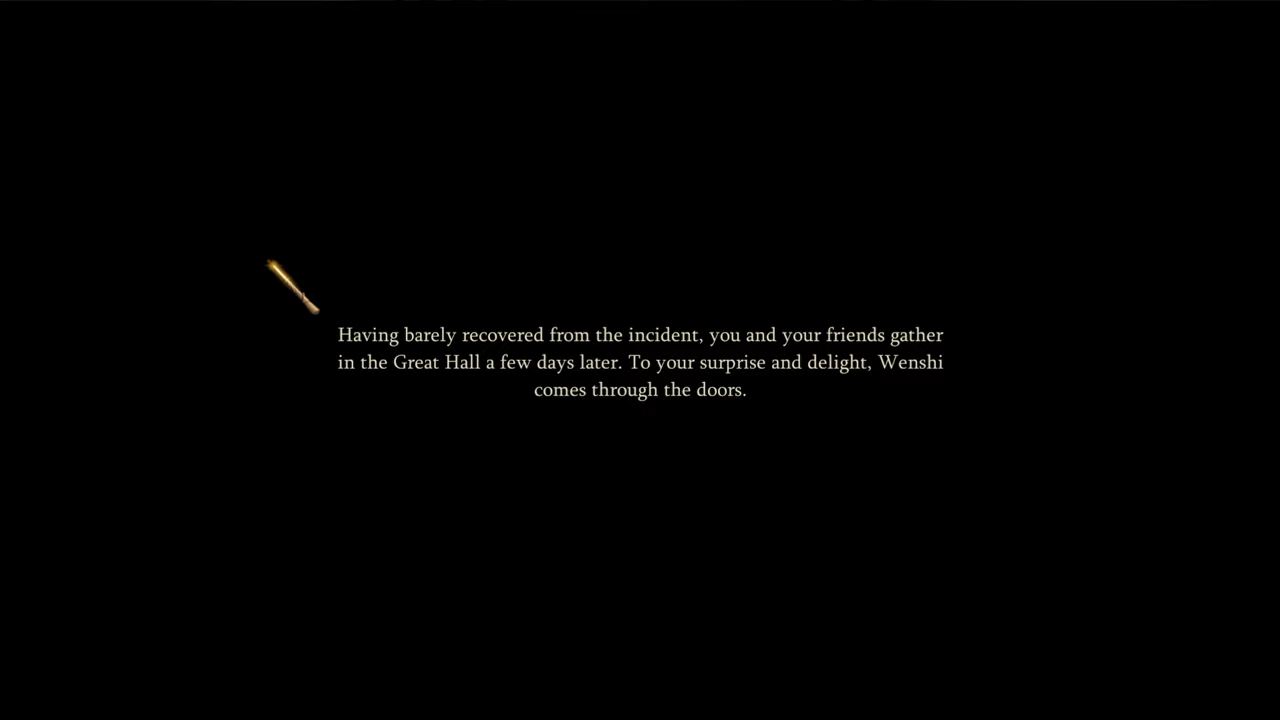 Having barely recovered from the incident, you and your friends gather
in the Great Hall a few days later. To your surprise and delight, Wenshi
comes through the doors.